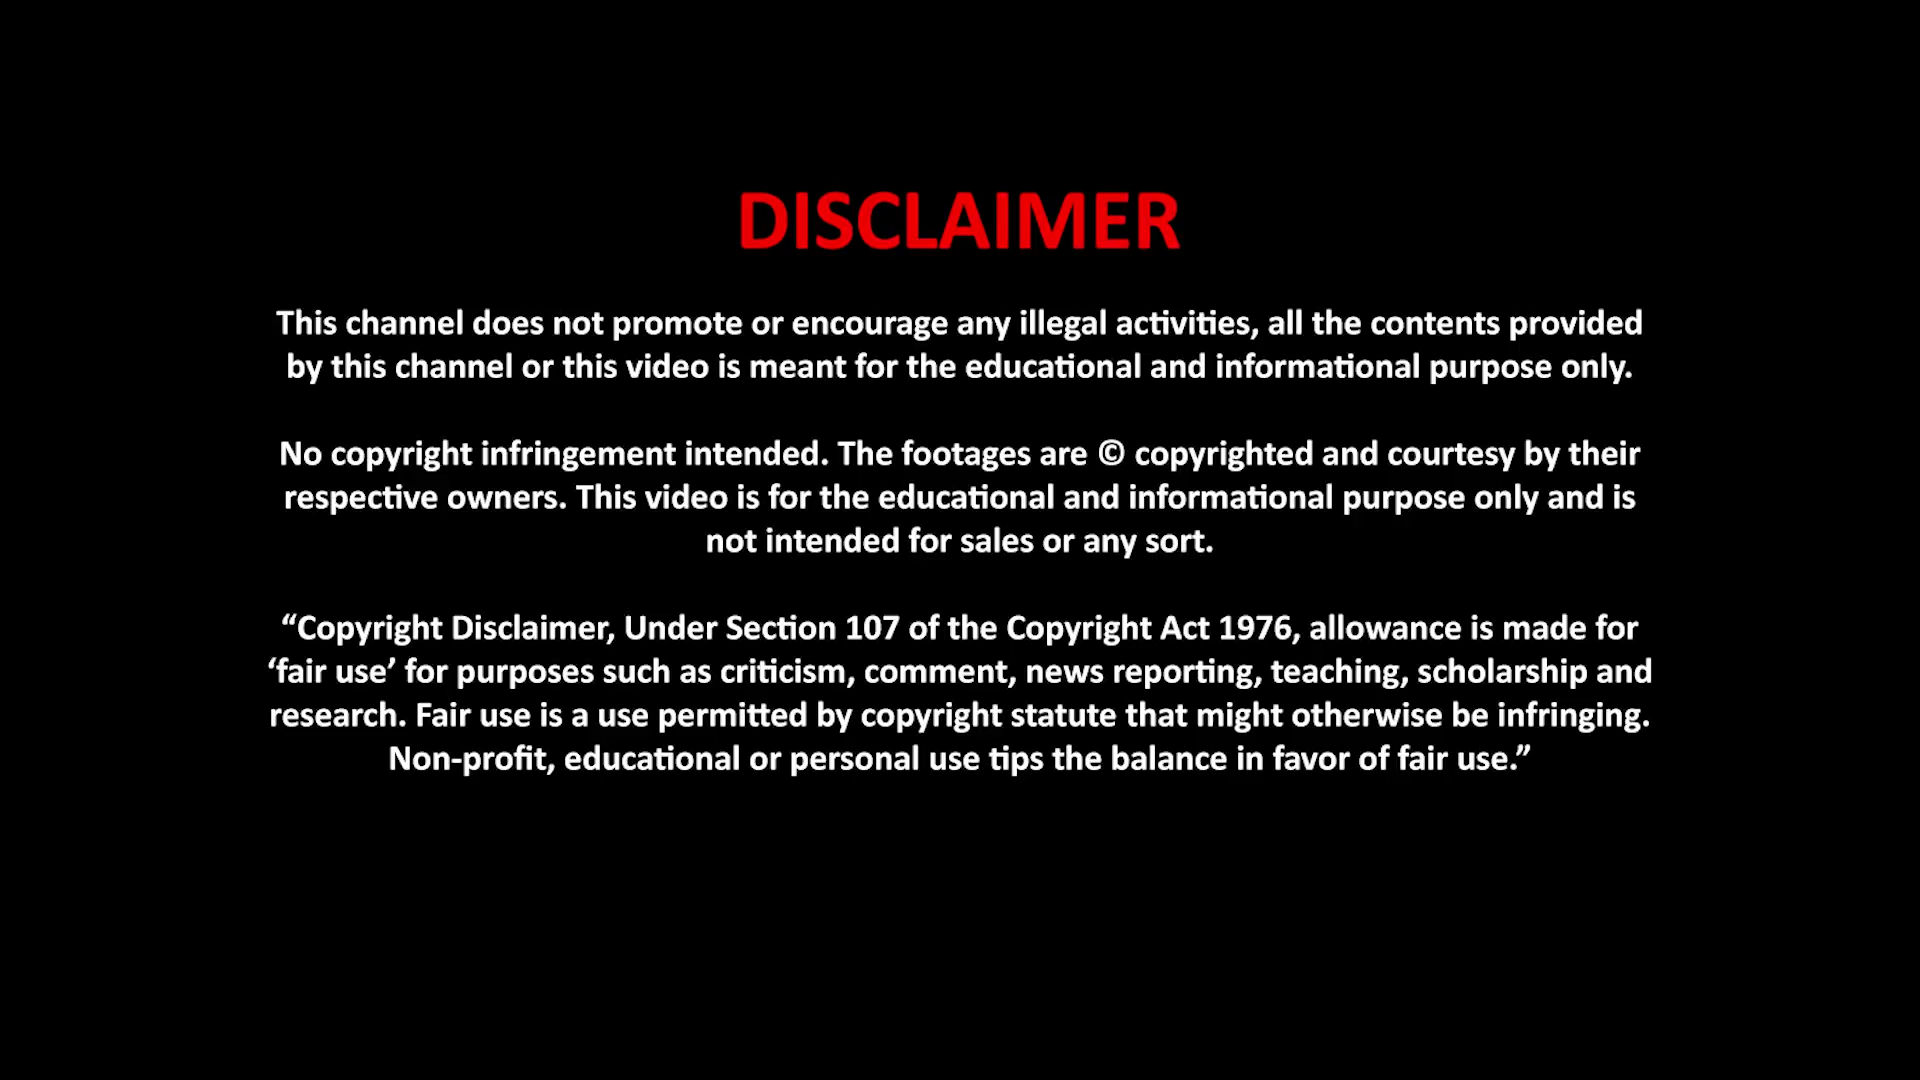 DISCLAIMER
This channel does not promote or encourage any illegal activities, all the contents provided
by this channel or this video is meant for the educational and informational purpose only.
No copyright infringement intended. The footages are © copyrighted and courtesy by their
respective owners. This video is for the educational and informational purpose only and is
not intended for sales or any sort.
“Copyright Disclaimer, Under Section 107 of the Copyright Act 1976, allowance is made for
‘fair use’ for purposes such as criticism, comment, news reporting, teaching, scholarship and
research. Fair use is a use permitted by copyright statute that might otherwise be infringing.
Non-profit, educational or personal use tips the balance in favor of fair use.”